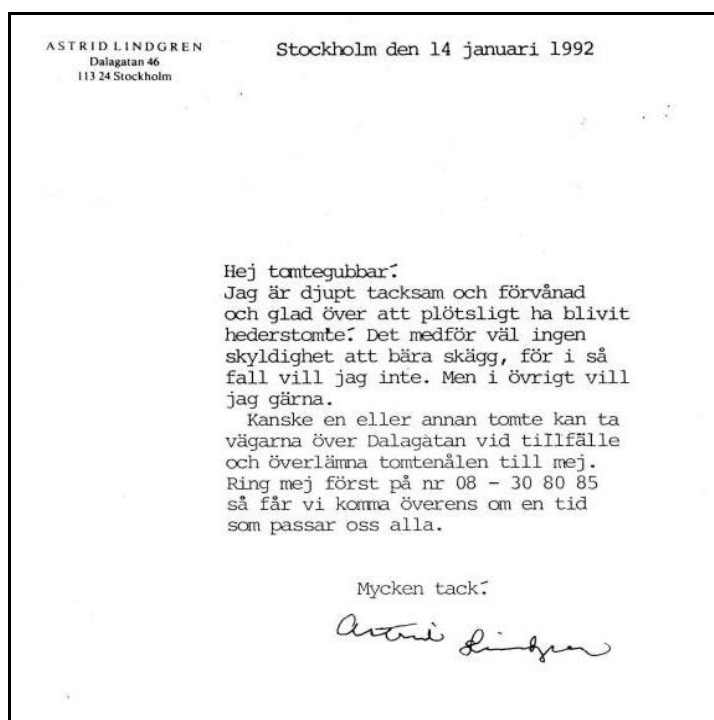 ASTRID LINDGREN
Dalagatan 46
113 24 Stockholm
Stockholm den 14 januari 1992
Hej tomtegubbar!
Jag är djupt tacksam och förvånad
och glad över att plötsligt ha blivit
hederstomte! Det medför väl ingen
skyldighet att bära skägg, för i så
fall vill jag inte. Men i övrigt vill
jag gärna.
Kanske en eller annan tomte kan ta
vägarna över Dalagatan vid tillfälle
och överlämna tomtenålen till mej.
Ring mej först på nr 08 - 30 80 85
så får vi komma överens om en tid
som passar oss alla.
Mycken tack!
Astrid Lindgren